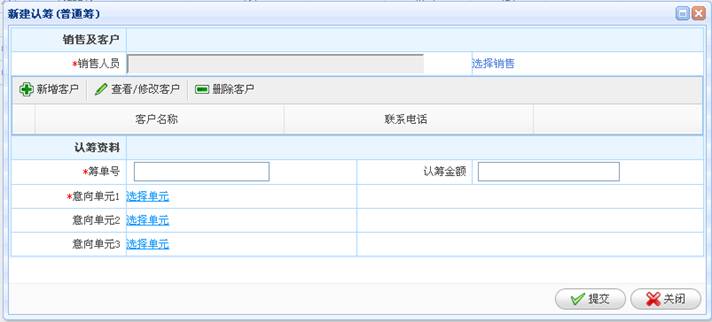 新建认筹(普通筹)
销售及客户
*销售人员 选择销售
新增客户 查看/修改客户 删除客户
客户名称 联系电话
认筹资料
*筹单号 认筹金额
*意向单元1 选择单元
意向单元2 选择单元
意向单元3 选择单元
提交 关闭